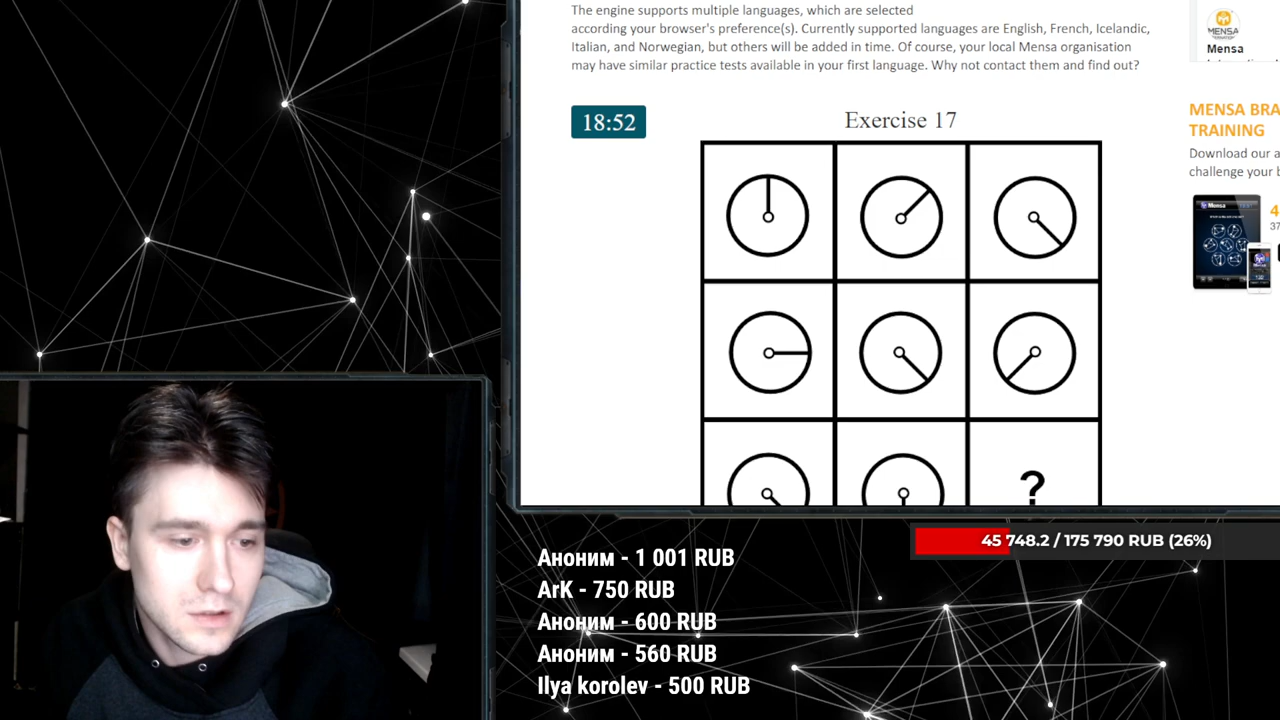 The engine supports multiple languages, which are selected
according your browser's preference(s). Currently supported languages are English, French, Icelandic,
Italian, and Norwegian, but others will be added in time. Of course, your local Mensa organisation
may have similar practice tests available in your first language. Why not contact them and find out?
MENSA
Mensa
18:52
Exercise 17
MENSA BRA
TRAINING
Download our a
challenge your b
Mensa
4
37
?
45 748.2 / 175 790 RUB (26%)
Аноним - 1 001 RUB
ArK - 750 RUB
Аноним - 600 RUB
Аноним - 560 RUB
Ilya korolev - 500 RUB